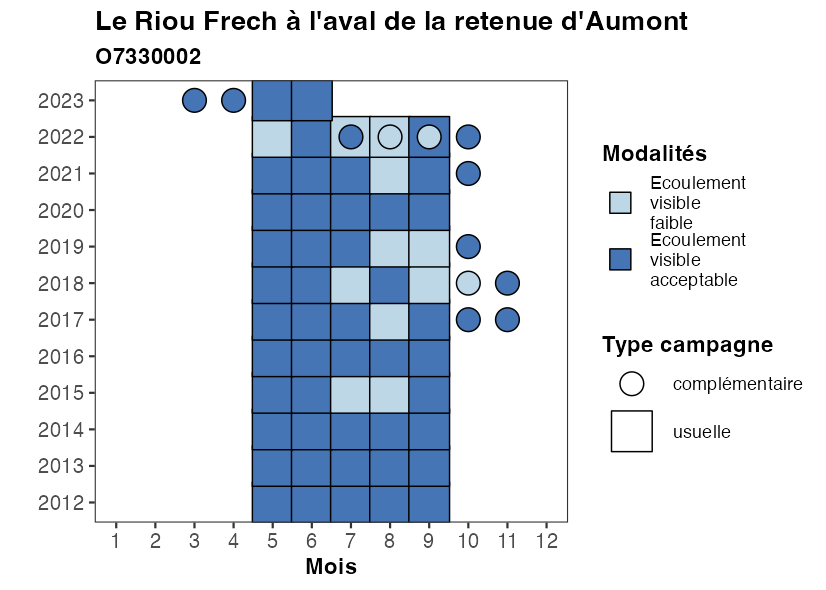 Le Riou Frech à l'aval de la retenue d'Aumont
O7330002
2023
2022
2021
2020
2019
2018
2017
2016
2015
2014
2013
2012
1 2 3 4 5 6 7 8 9 10 11 12
Mois
Modalités
Ecoulement
visible
faible
Ecoulement
visible
acceptable
Type campagne
complémentaire
usuelle